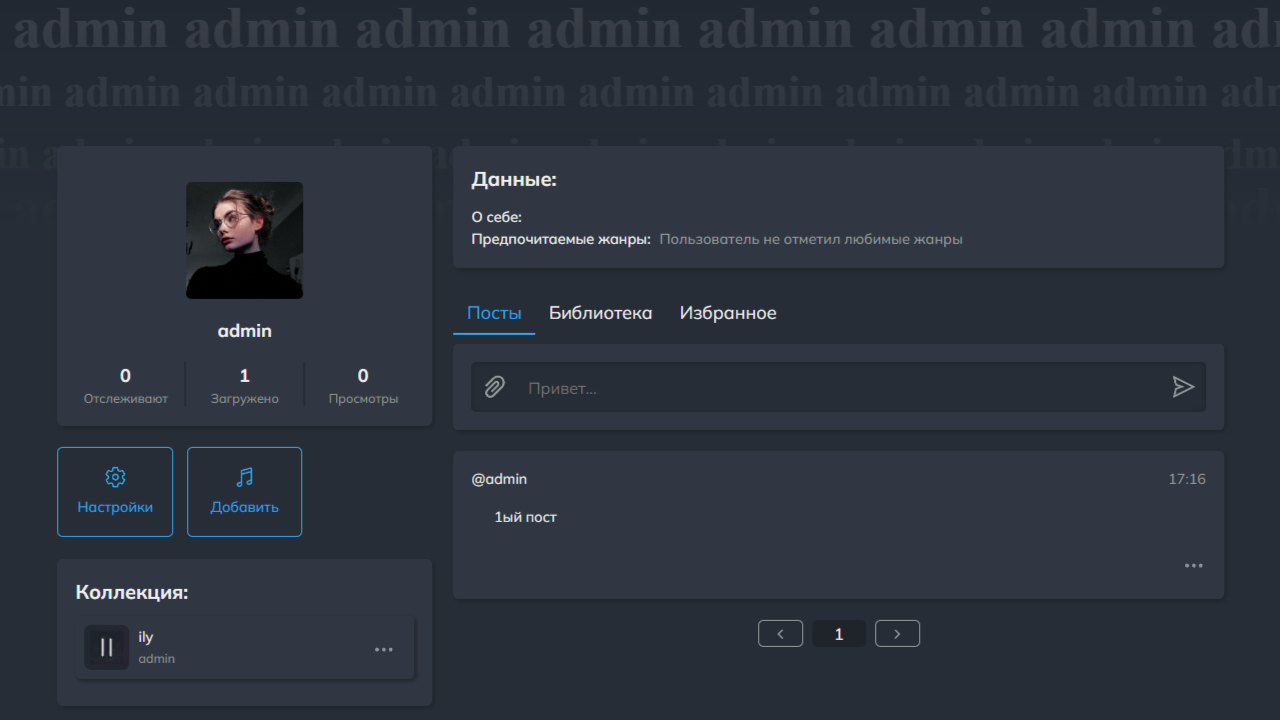 admin admin admin admin admin admin admin ad
min admin admin admin admin admin admin admin admin admin adm
admin
0
Отслеживают
1
Загружено
0
Просмотры
Настройки
Добавить
Коллекция:
ily
admin
Данные:
О себе:
Предпочитаемые жанры: Пользователь не отметил любимые жанры
Посты Библиотека Избранное
Привет...
@admin 17:16
1ый пост
1